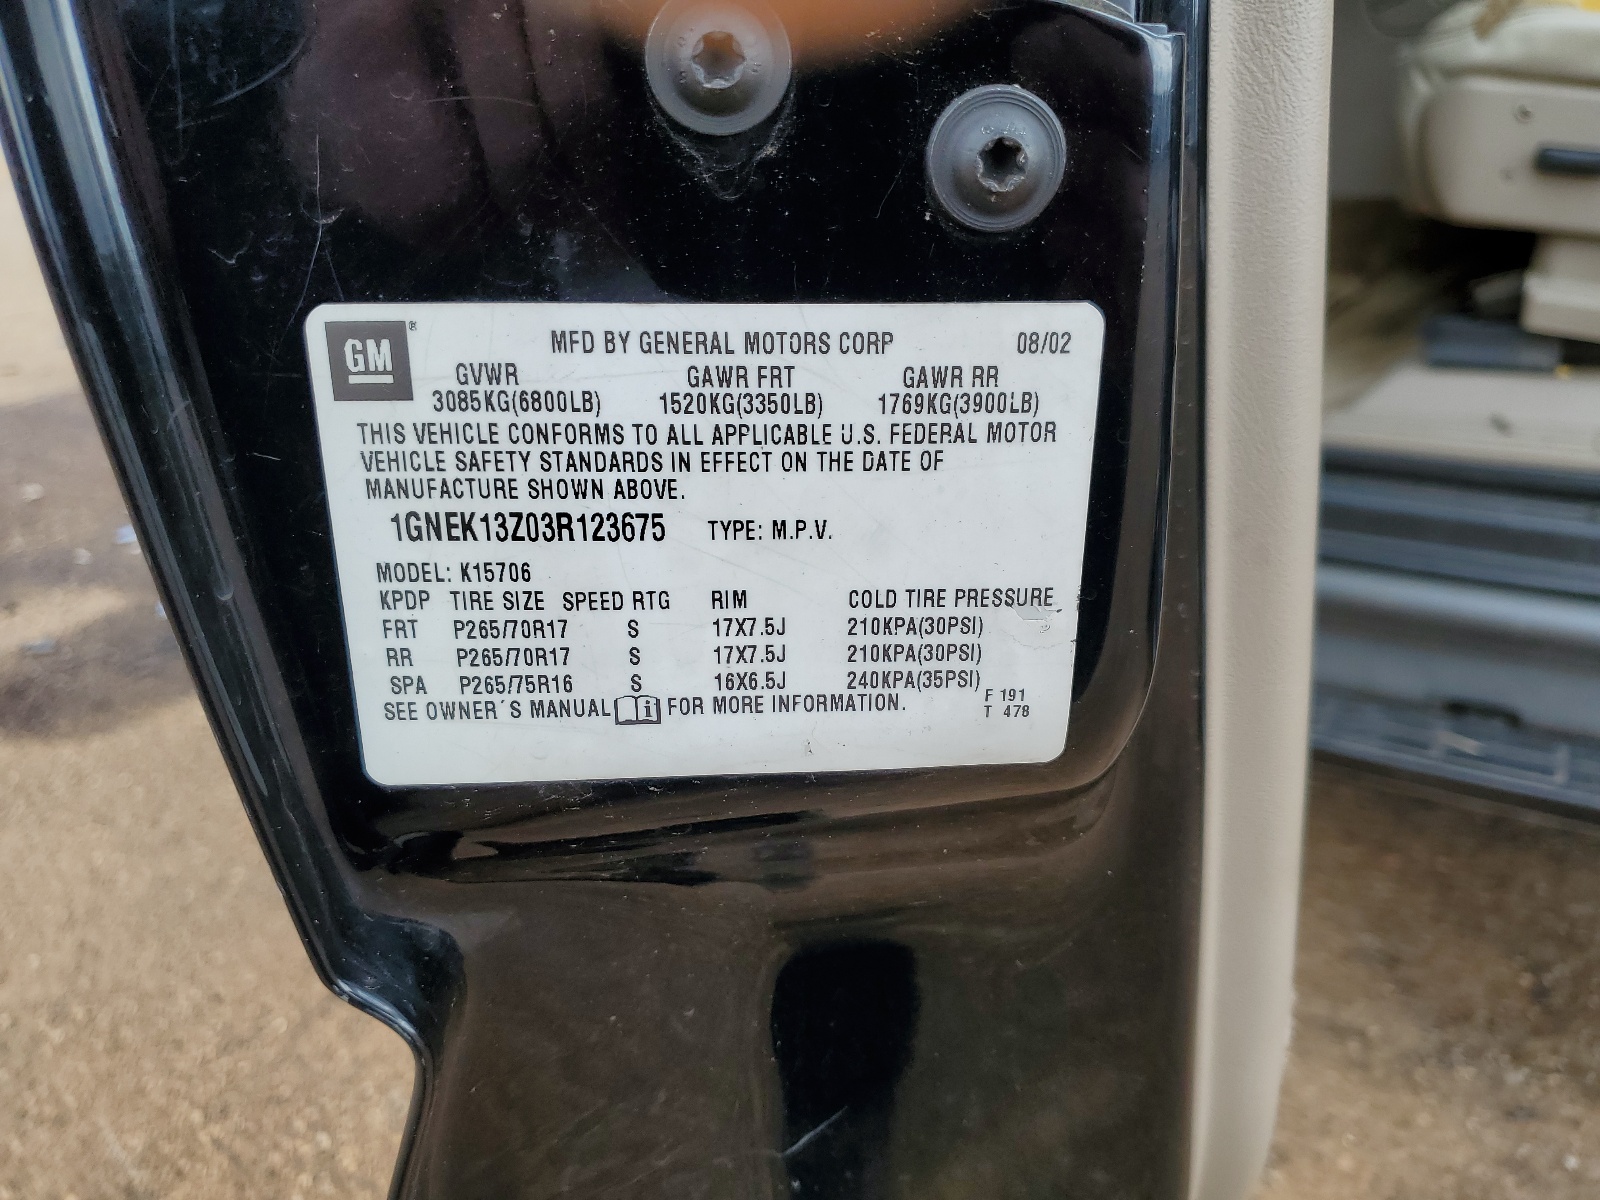 GM®
MFD BY GENERAL MOTORS CORP 08/02
GVWR GAWR FRT GAWR RR
3085KG(6800LB) 1520KG(3350LB) 1769KG(3900LB)
THIS VEHICLE CONFORMS TO ALL APPLICABLE U.S. FEDERAL MOTOR
VEHICLE SAFETY STANDARDS IN EFFECT ON THE DATE OF
MANUFACTURE SHOWN ABOVE.
1GNEK13Z03R123675 TYPE: M.P.V.
MODEL: K15706
KPDP TIRE SIZE SPEED RTG RIM COLD TIRE PRESSURE
FRT P265/70R17 S 17X7.5J 210KPA(30PSI)
RR P265/70R17 S 17X7.5J 210KPA(30PSI)
SPA P265/75R16 S 16X6.5J 240KPA(35PSI)
SEE OWNER´S MANUAL i FOR MORE INFORMATION.
F 191
T 478